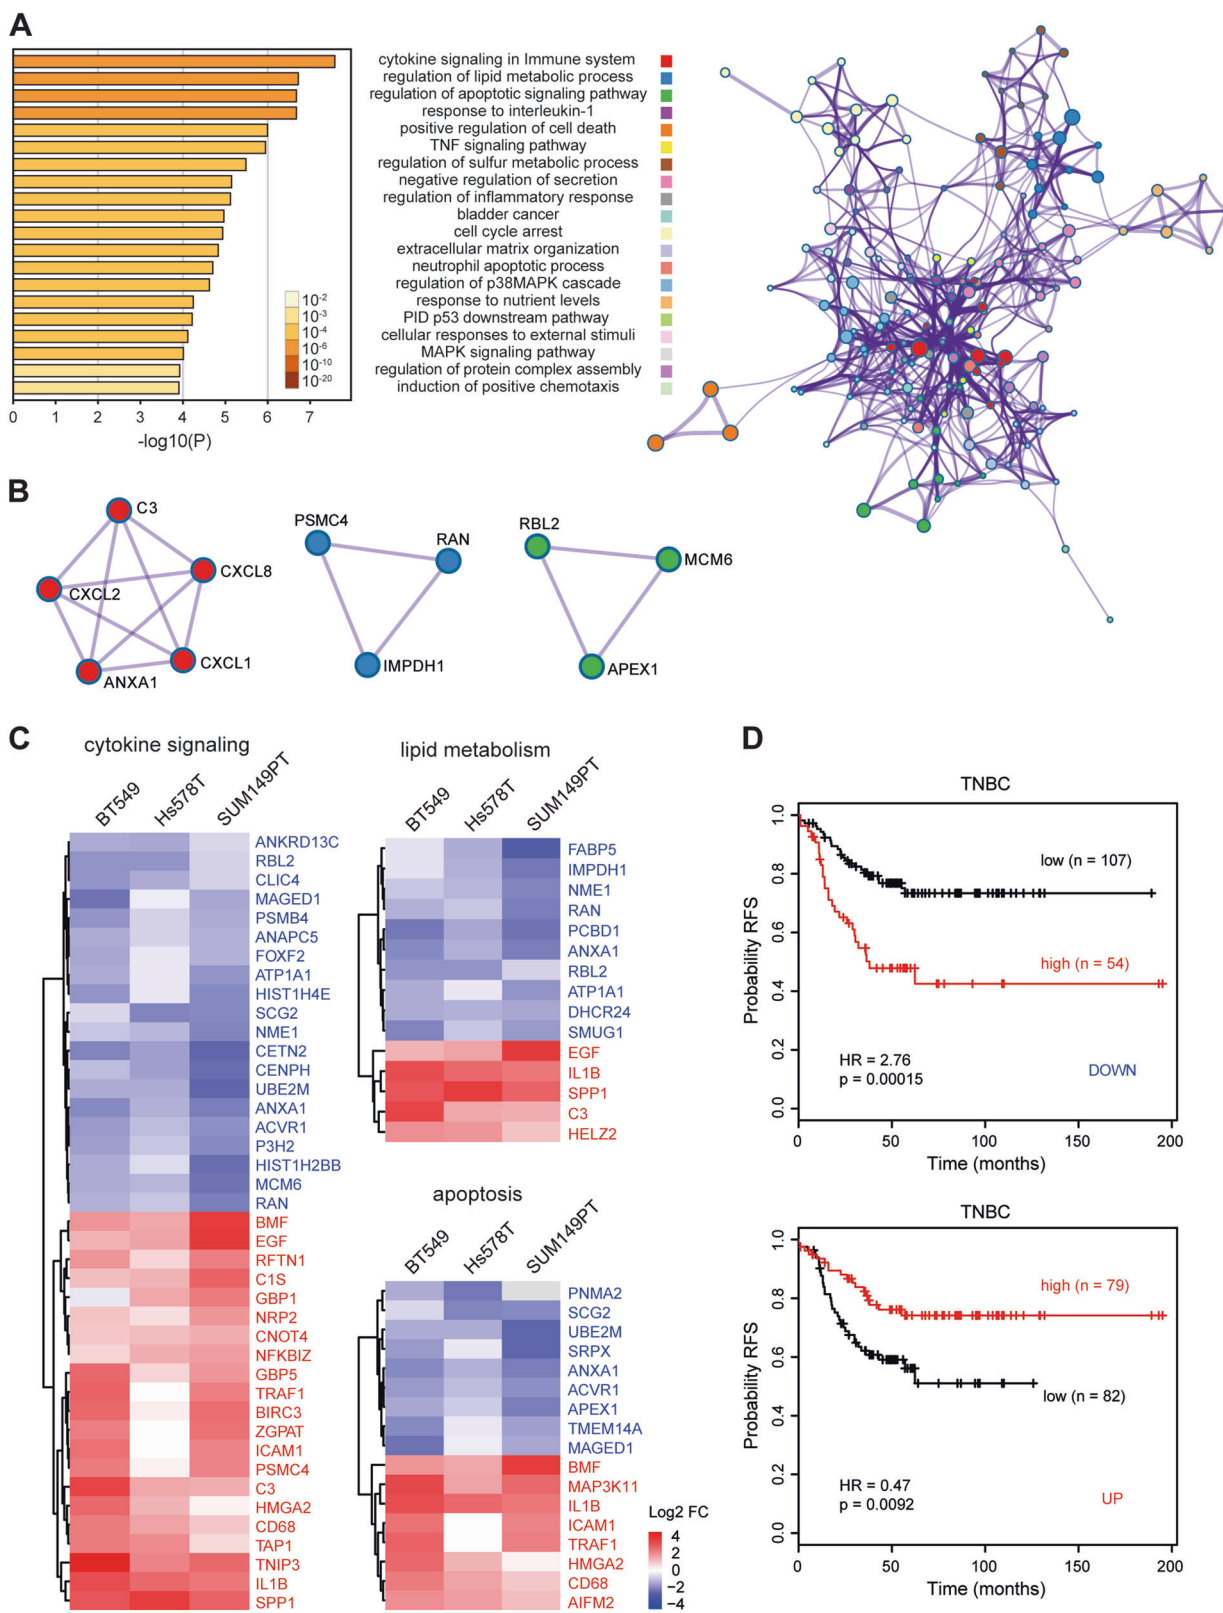 A
cytokine signaling in Immune system
regulation of lipid metabolic process
regulation of apoptotic signaling pathway
response to interleukin-1
positive regulation of cell death
TNF signaling pathway
regulation of sulfur metabolic process
negative regulation of secretion
regulation of inflammatory response
bladder cancer
cell cycle arrest
extracellular matrix organization
neutrophil apoptotic process
regulation of p38MAPK cascade
response to nutrient levels
PID p53 downstream pathway
cellular responses to external stimuli
MAPK signaling pathway
regulation of protein complex assembly
induction of positive chemotaxis
10-2
10-3
10-4
10-6
10-10
10-20
0 1 2 3 4 5 6 7
-log10(P)
B
C3
CXCL8
CXCL2
CXCL1
ANXA1
PSMC4
RAN
IMPDH1
RBL2
MCM6
APEX1
C
cytokine signaling
BT549 Hs578T SUM149PT
ANKRD13C
RBL2
CLIC4
MAGED1
PSMB4
ANAPC5
FOXF2
ATP1A1
HIST1H4E
SCG2
NME1
CETN2
CENPH
UBE2M
ANXA1
ACVR1
P3H2
HIST1H2BB
MCM6
RAN
BMF
EGF
RFTN1
C1S
GBP1
NRP2
CNOT4
NFKBIZ
GBP5
TRAF1
BIRC3
ZGPAT
ICAM1
PSMC4
C3
HMGA2
CD68
TAP1
TNIP3
IL1B
SPP1
lipid metabolism
BT549 Hs578T SUM149PT
FABP5
IMPDH1
NME1
RAN
PCBD1
ANXA1
RBL2
ATP1A1
DHCR24
SMUG1
EGF
IL1B
SPP1
C3
HELZ2
apoptosis
BT549 Hs578T SUM149PT
PNMA2
SCG2
UBE2M
SRPX
ANXA1
ACVR1
APEX1
TMEM14A
MAGED1
BMF
MAP3K11
IL1B
ICAM1
TRAF1
HMGA2
CD68
AIFM2
Log2 FC
4
2
0
−2
−4
D
TNBC
Probability RFS
1.0
0.8
0.6
0.4
0.2
0.0
low (n = 107)
high (n = 54)
HR = 2.76
p = 0.00015
DOWN
0 50 100 150 200
Time (months)
TNBC
Probability RFS
1.0
0.8
0.6
0.4
0.2
0.0
high (n = 79)
low (n = 82)
HR = 0.47
p = 0.0092
UP
0 50 100 150 200
Time (months)